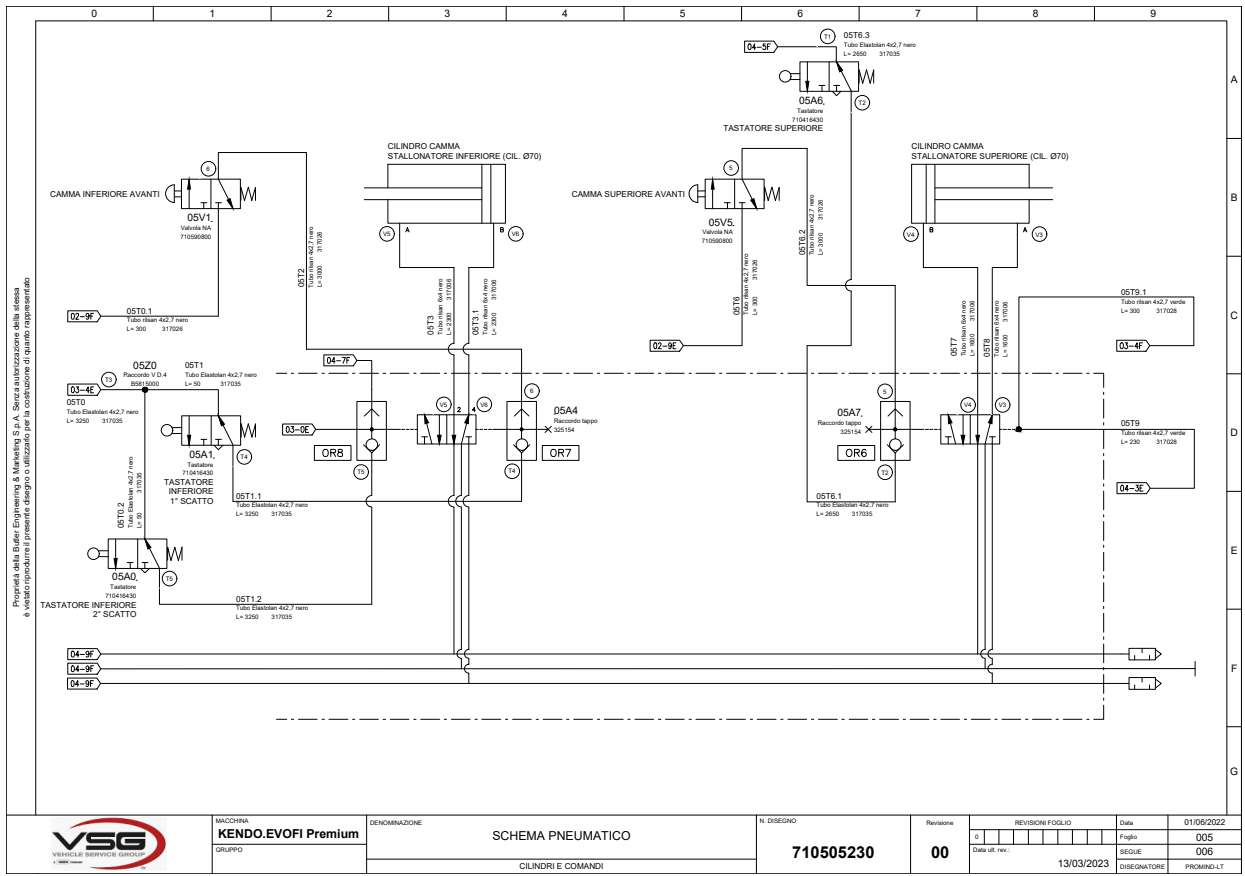 0 1 2 3 4 5 6 7 8 9
A
B
C
D
E
F
G
04-5F
T1
05T6.3
Tubo Elastolan 4x2,7 nero
L= 2650 317035
T2
05A6.
Tastatore
710416430
TASTATORE SUPERIORE
6
CAMMA INFERIORE AVANTI
05V1.
Valvola NA
710590800
CILINDRO CAMMA
STALLONATORE INFERIORE (CIL. Ø70)
V5
A
B
V6
5
CAMMA SUPERIORE AVANTI
05V5.
Valvola NA
710590800
CILINDRO CAMMA
STALLONATORE SUPERIORE (CIL. Ø70)
V4
B
A
V3
05T2
Tubo rilsan 4x2,7 nero
L= 3000 317026
05T6.2
Tubo rilsan 4x2,7 nero
L= 3000 317026
05T6
Tubo rilsan 4x2,7 nero
L= 300 317026
05T3
Tubo rilsan 6x4 nero
L= 2300 317006
05T3.1
Tubo rilsan 6x4 nero
L= 2300 317006
05T7
Tubo rilsan 6x4 nero
L= 1600 317006
05T8
Tubo rilsan 6x4 nero
L= 1600 317006
02-9F
05T0.1
Tubo rilsan 4x2,7 nero
L= 300 317026
02-9E
05T9.1
Tubo rilsan 4x2,7 verde
L= 300 317028
03-4F
04-7F
03-4E
T3
05Z0
Raccordo V D.4
B5815000
05T1
Tubo Elastolan 4x2,7 nero
L= 50 317035
05T0
Tubo Elastolan 4x2,7 nero
L= 3250 317035
05A1.
Tastatore
710416430
TASTATORE
INFERIORE
1° SCATTO
T4
03-0E
OR8
T5
V5
2 4
V6
6
05A4
Raccordo tappo
325154
OR7
T4
05A7.
Raccordo tappo
325154
OR6
5
T2
V4
V3
05T9
Tubo rilsan 4x2,7 verde
L= 230 317028
04-3E
05T0.2
Tubo Elastolan 4x2,7 nero
L= 50 317035
05T1.1
Tubo Elastolan 4x2,7 nero
L= 3250 317035
05T6.1
Tubo Elastolan 4x2,7 nero
L= 2650 317035
05A0.
Tastatore
710416430
TASTATORE INFERIORE
2° SCATTO
T5
05T1.2
Tubo Elastolan 4x2,7 nero
L= 3250 317035
04-9F
04-9F
04-9F
Proprietà della Butler Engineering & Marketing S.p.A. Senza autorizzazione della stessa
è vietato riprodurre il presente disegno o utilizzarlo per la costruzione di quanto rappresentato
VSG
VEHICLE SERVICE GROUP
MACCHINA
KENDO.EVOFI Premium
GRUPPO
DENOMINAZIONE
SCHEMA PNEUMATICO
CILINDRI E COMANDI
N. DISEGNO
710505230
Revisione
00
REVISIONI FOGLIO
0
Data ult. rev.:
13/03/2023
Data 01/06/2022
Foglio 005
SEGUE 006
DISEGNATORE PROMIND-LT